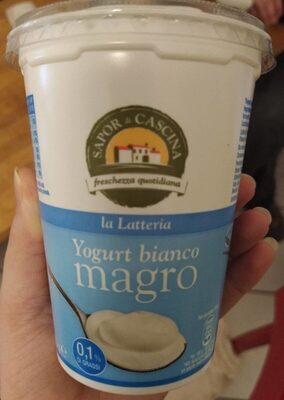 SAPOR di CASCINA
freschezza quotidiana
la Latteria
Yogurt bianco
magro
0,1%
DI GRASSI